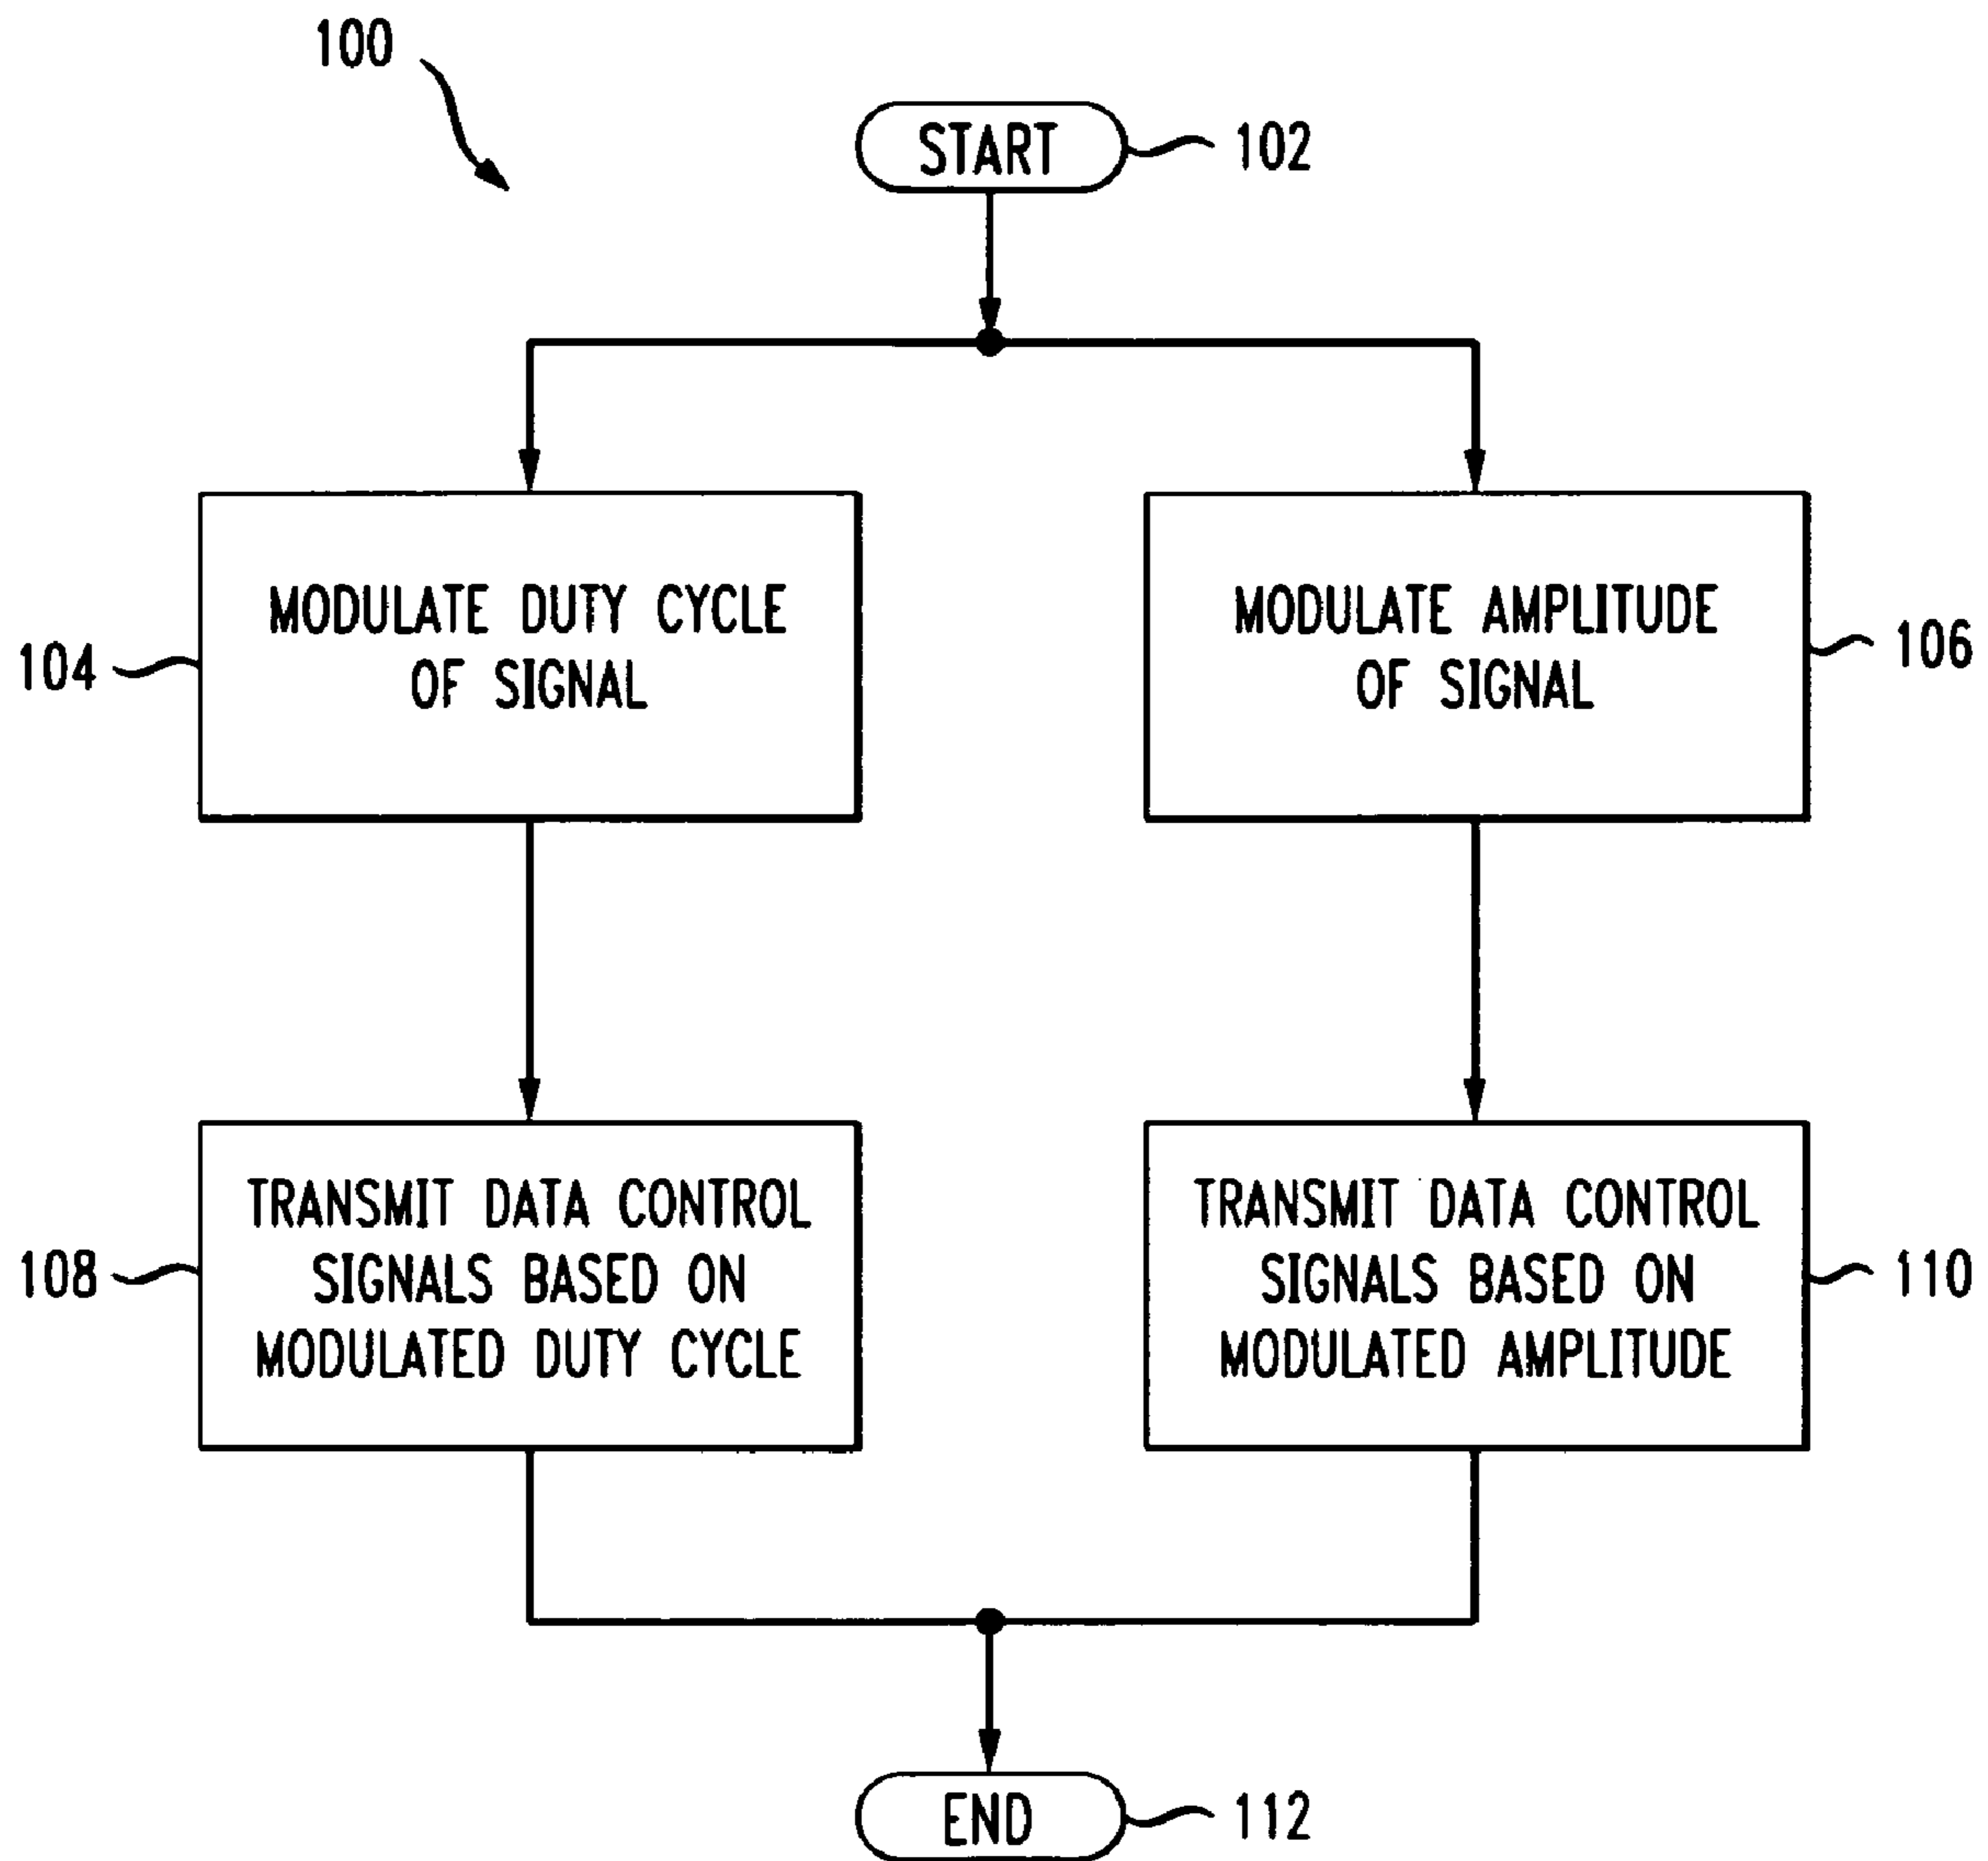 100
START
102
MODULATE DUTY CYCLE
OF SIGNAL
104
MODULATE AMPLITUDE
OF SIGNAL
106
TRANSMIT DATA CONTROL
SIGNALS BASED ON
MODULATED DUTY CYCLE
108
TRANSMIT DATA CONTROL
SIGNALS BASED ON
MODULATED AMPLITUDE
110
END
112